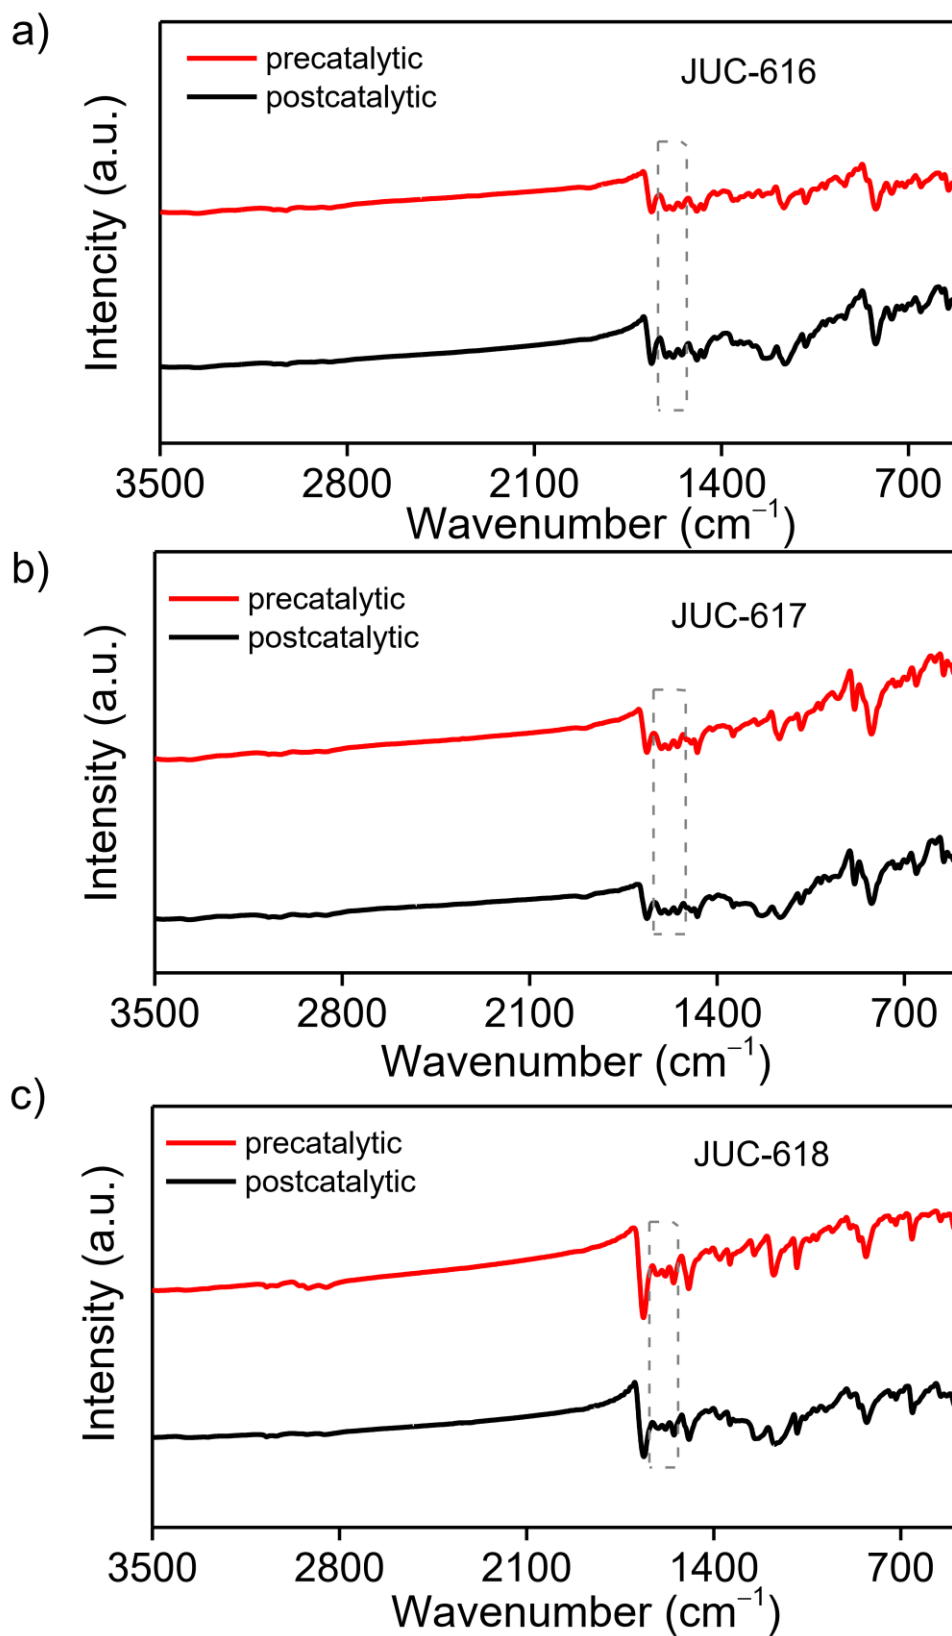 a)
precatalytic
postcatalytic
JUC-616
Intencity (a.u.)
3500 2800 2100 1400 700
Wavenumber (cm⁻¹)
b)
precatalytic
postcatalytic
JUC-617
Intensity (a.u.)
3500 2800 2100 1400 700
Wavenumber (cm⁻¹)
c)
precatalytic
postcatalytic
JUC-618
Intensity (a.u.)
3500 2800 2100 1400 700
Wavenumber (cm⁻¹)